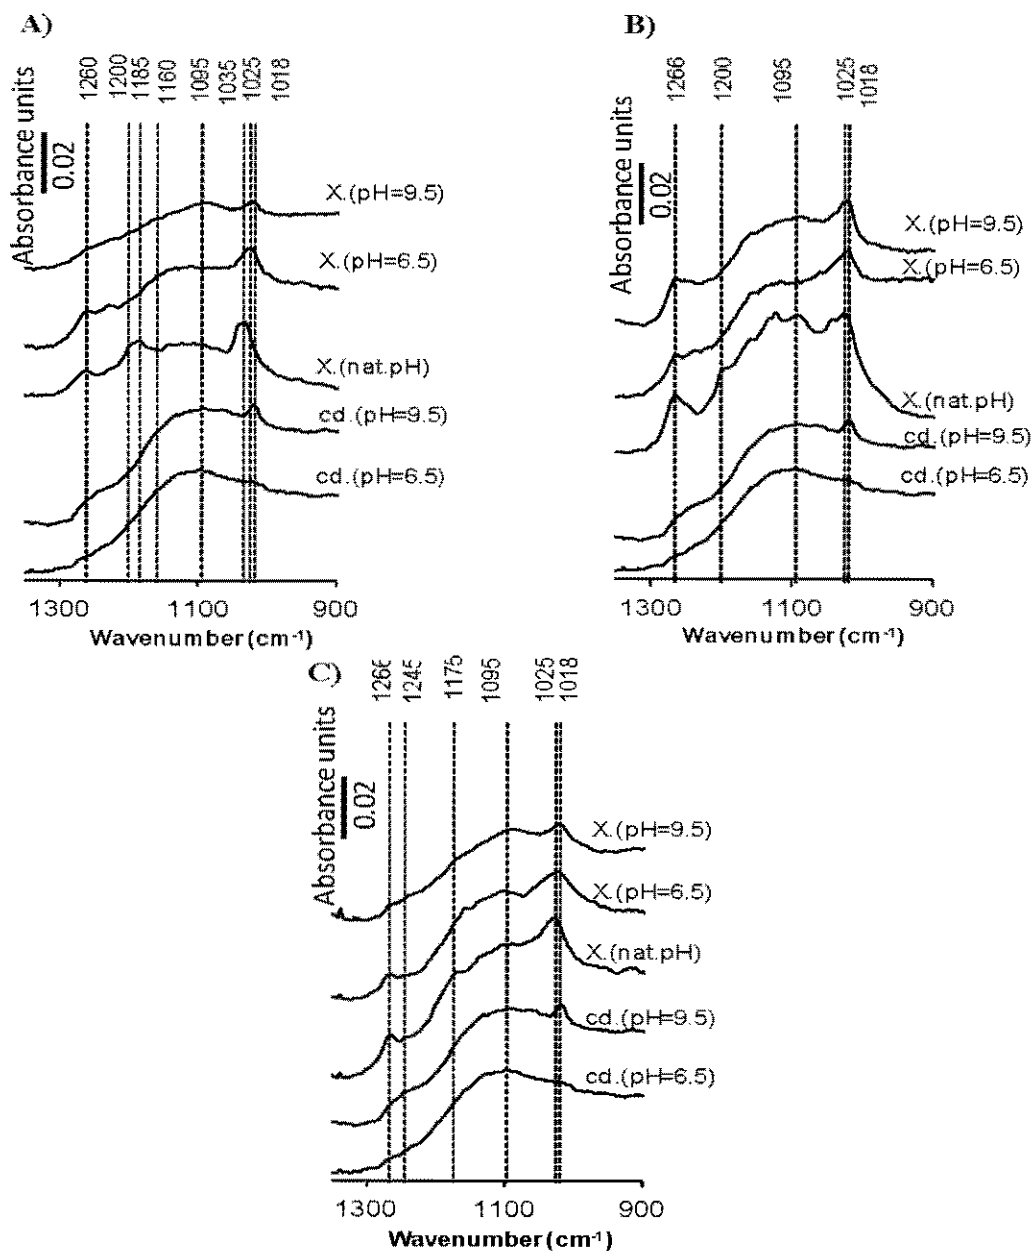 A)
1260 1200 1185 1160 1095 1035 1025 1018
Absorbance units
0.02
X.(pH=9.5)
X.(pH=6.5)
X.(nat.pH)
cd.(pH=9.5)
cd.(pH=6.5)
1300 1100 900
Wavenumber (cm⁻¹)
B)
1266 1200 1095 1025 1018
Absorbance units
0.02
X.(pH=9.5)
X.(pH=6.5)
X.(nat.pH)
cd.(pH=9.5)
cd.(pH=6.5)
1300 1100 900
Wavenumber (cm⁻¹)
C)
1266 1245 1175 1095 1025 1018
Absorbance units
0.02
X.(pH=9.5)
X.(pH=6.5)
X.(nat.pH)
cd.(pH=9.5)
cd.(pH=6.5)
1300 1100 900
Wavenumber (cm⁻¹)